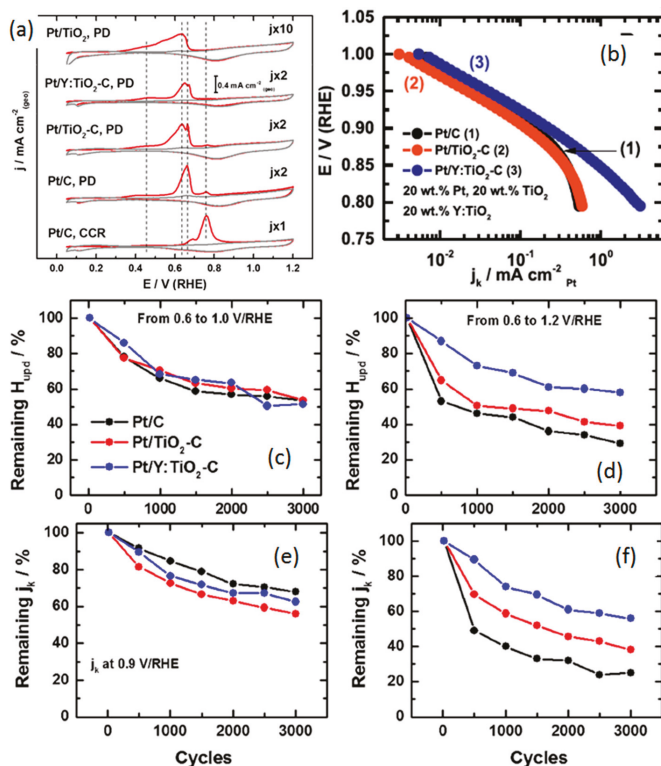 (a)
Pt/TiO2, PD
jx10
Pt/Y:TiO2-C, PD
0.4 mA cm-2 (geo)
jx2
Pt/TiO2-C, PD
jx2
Pt/C, PD
jx2
Pt/C, CCR
jx1
j / mA cm-2 (geo)
0.0 0.2 0.4 0.6 0.8 1.0 1.2
E / V (RHE)
(b)
E / V (RHE)
1.05
1.00
0.95
0.90
0.85
0.80
0.75
(3)
(2)
(1)
Pt/C (1)
Pt/TiO2-C (2)
Pt/Y:TiO2-C (3)
20 wt.% Pt, 20 wt.% TiO2
20 wt.% Y:TiO2
10-2 10-1 100
jk / mA cm-2 Pt
Remaining Hupd / %
100
80
60
40
20
0
From 0.6 to 1.0 V/RHE
Pt/C
Pt/TiO2-C
Pt/Y:TiO2-C
(c)
0 1000 2000 3000
Remaining Hupd / %
100
80
60
40
20
0
From 0.6 to 1.2 V/RHE
(d)
0 1000 2000 3000
Remaining jk / %
100
80
60
40
20
0
(e)
jk at 0.9 V/RHE
0 1000 2000 3000
Cycles
Remaining jk / %
100
80
60
40
20
0
(f)
0 1000 2000 3000
Cycles